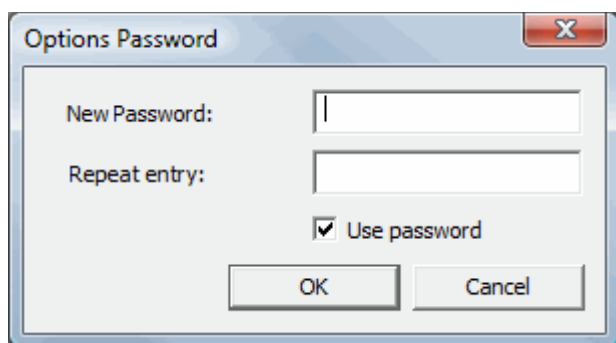 Options Password
New Password:
Repeat entry:
Use password
OK Cancel